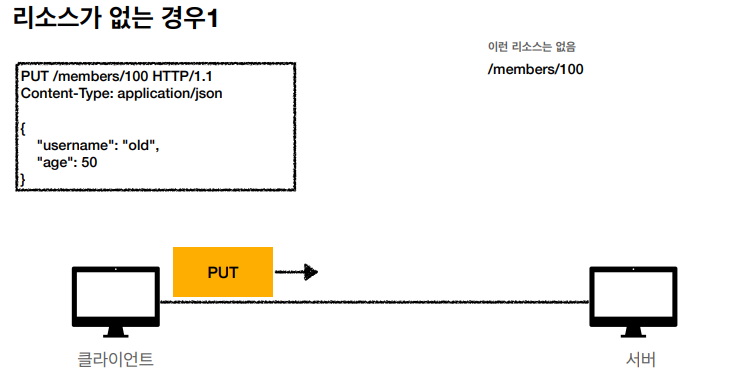 리소스가 없는 경우1
이런 리소스는 없음
/members/100
PUT /members/100 HTTP/1.1
Content-Type: application/json
{
"username": "old",
"age": 50
}
PUT
클라이언트
서버